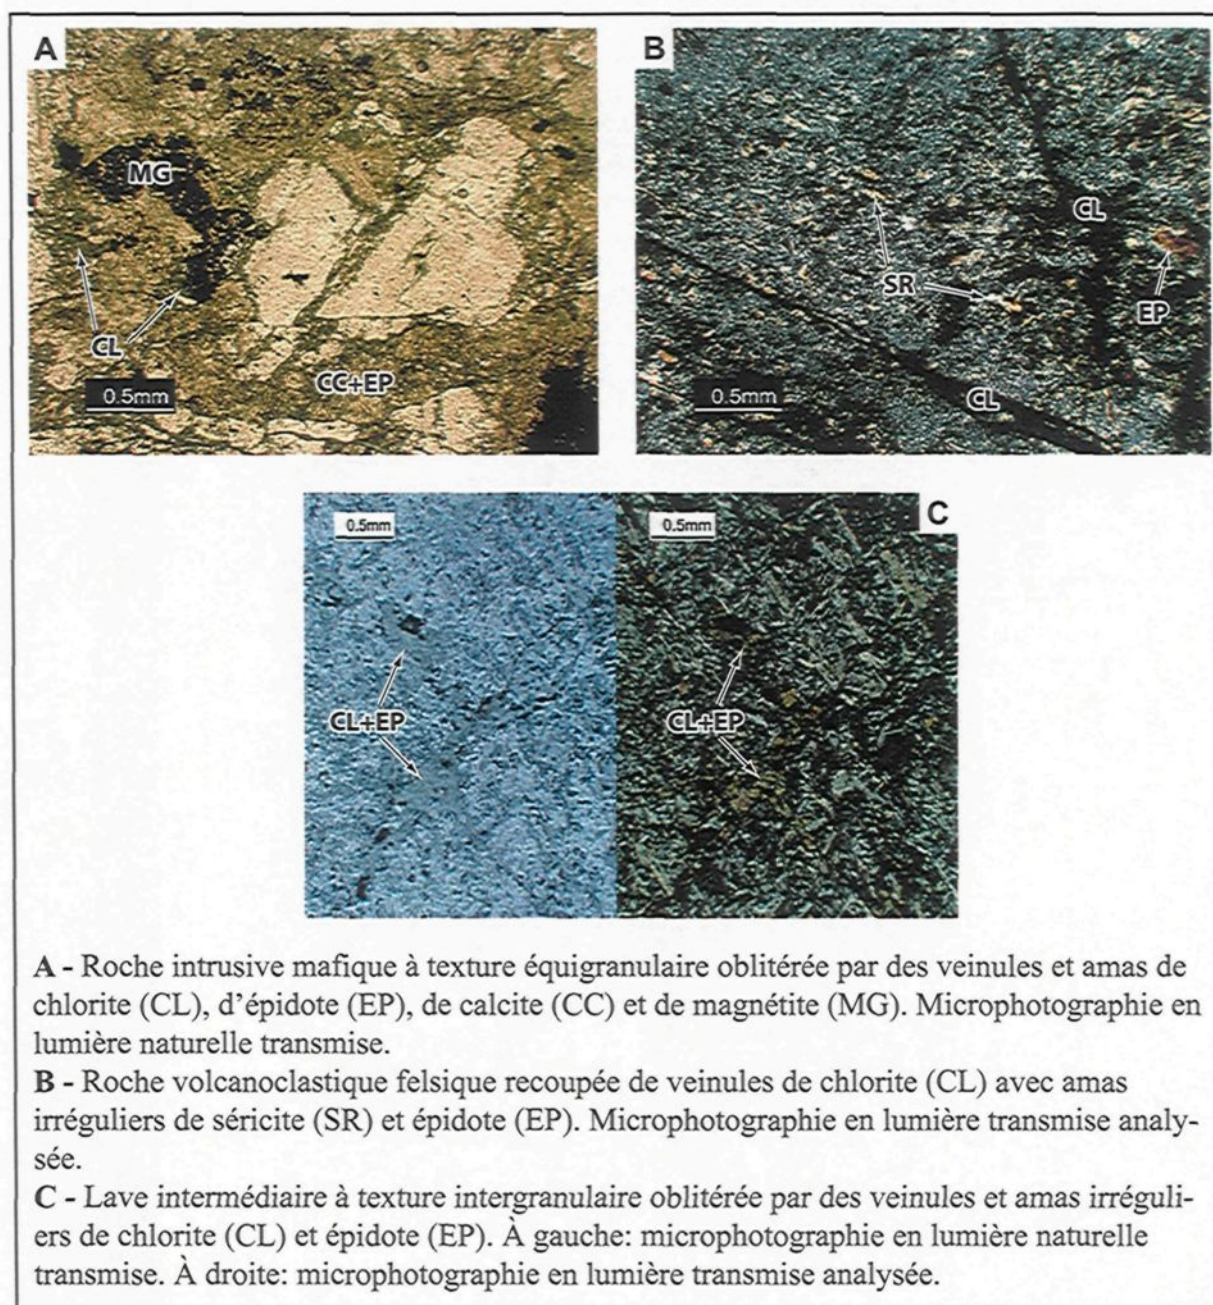 A
MG
CL
CC+EP
0.5mm
B
CL
SR
EP
CL
0.5mm
0.5mm
CL+EP
0.5mm
C
CL+EP
A - Roche intrusive mafique à texture équigranulaire oblitérée par des veinules et amas de
chlorite (CL), d'épidote (EP), de calcite (CC) et de magnétite (MG). Microphotographie en
lumière naturelle transmise.
B - Roche volcanoclastique felsique recoupée de veinules de chlorite (CL) avec amas
irréguliers de séricite (SR) et épidote (EP). Microphotographie en lumière transmise analy-
sée.
C - Lave intermédiaire à texture intergranulaire oblitérée par des veinules et amas irréguli-
ers de chlorite (CL) et épidote (EP). À gauche: microphotographie en lumière naturelle
transmise. À droite: microphotographie en lumière transmise analysée.